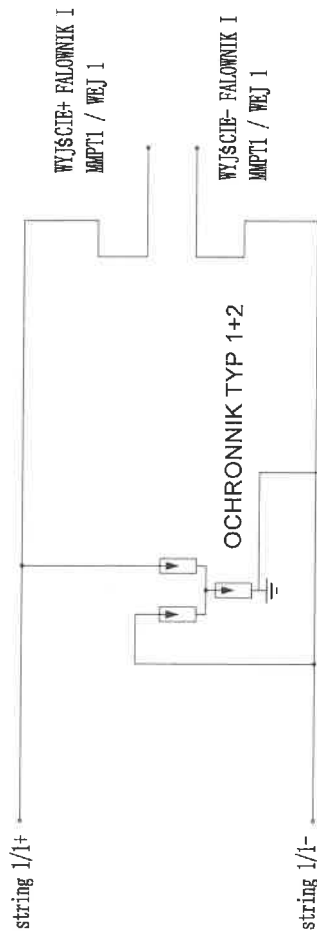 string 1/1+
WYJŚCIE+ FALOWNIK I
MMPT1 / WEJ 1
WYJŚCIE- FALOWNIK I
MMPT1 / WEJ 1
OCHRONNIK TYP 1+2
string 1/1-